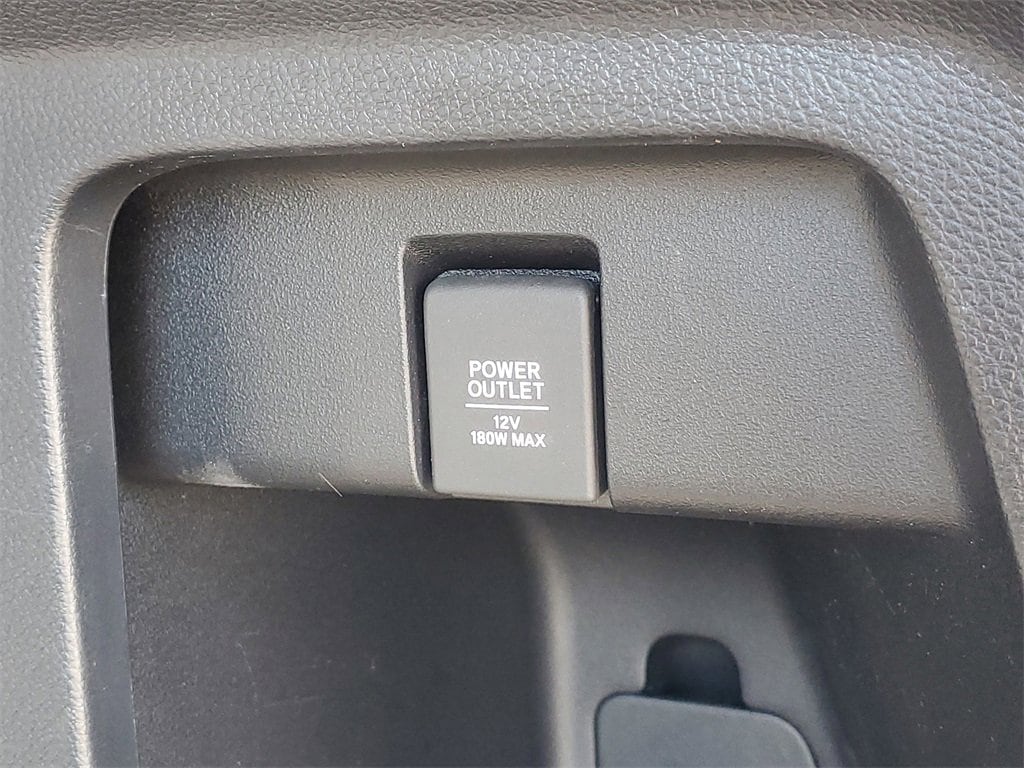 POWER
OUTLET
12V
180W MAX